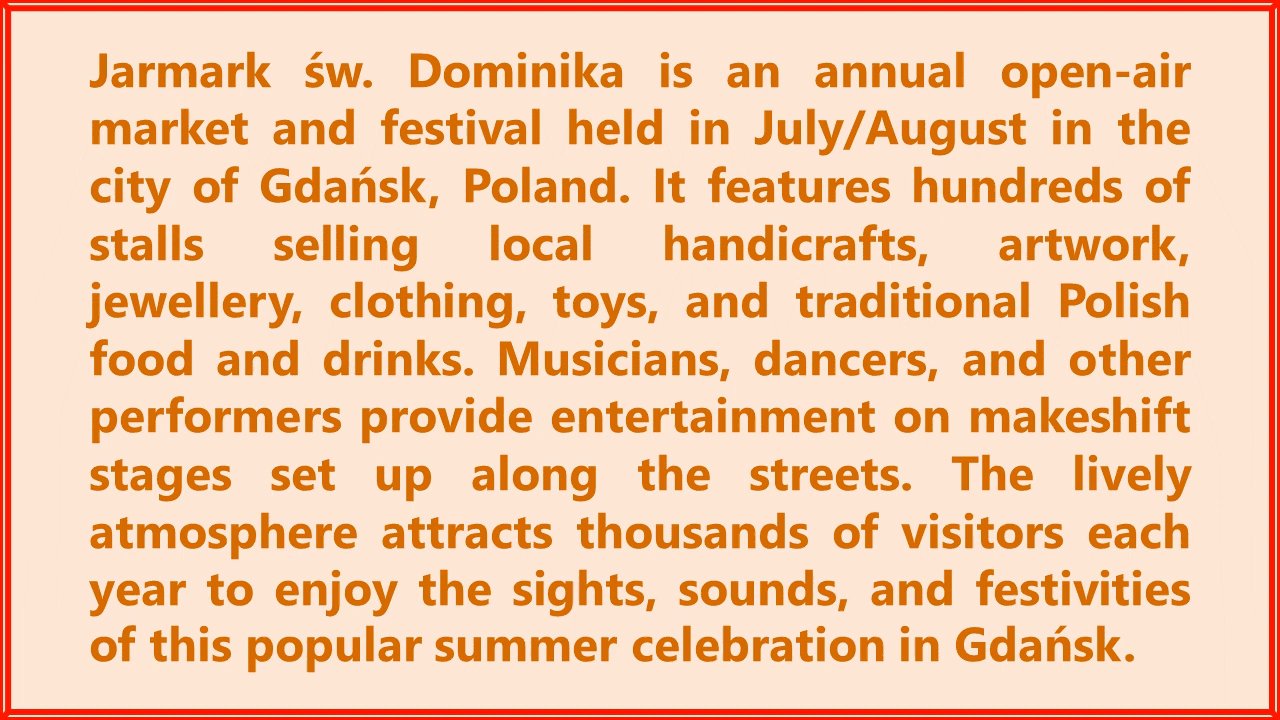 Jarmark św. Dominika is an annual open-air
market and festival held in July/August in the
city of Gdańsk, Poland. It features hundreds of
stalls selling local handicrafts, artwork,
jewellery, clothing, toys, and traditional Polish
food and drinks. Musicians, dancers, and other
performers provide entertainment on makeshift
stages set up along the streets. The lively
atmosphere attracts thousands of visitors each
year to enjoy the sights, sounds, and festivities
of this popular summer celebration in Gdańsk.